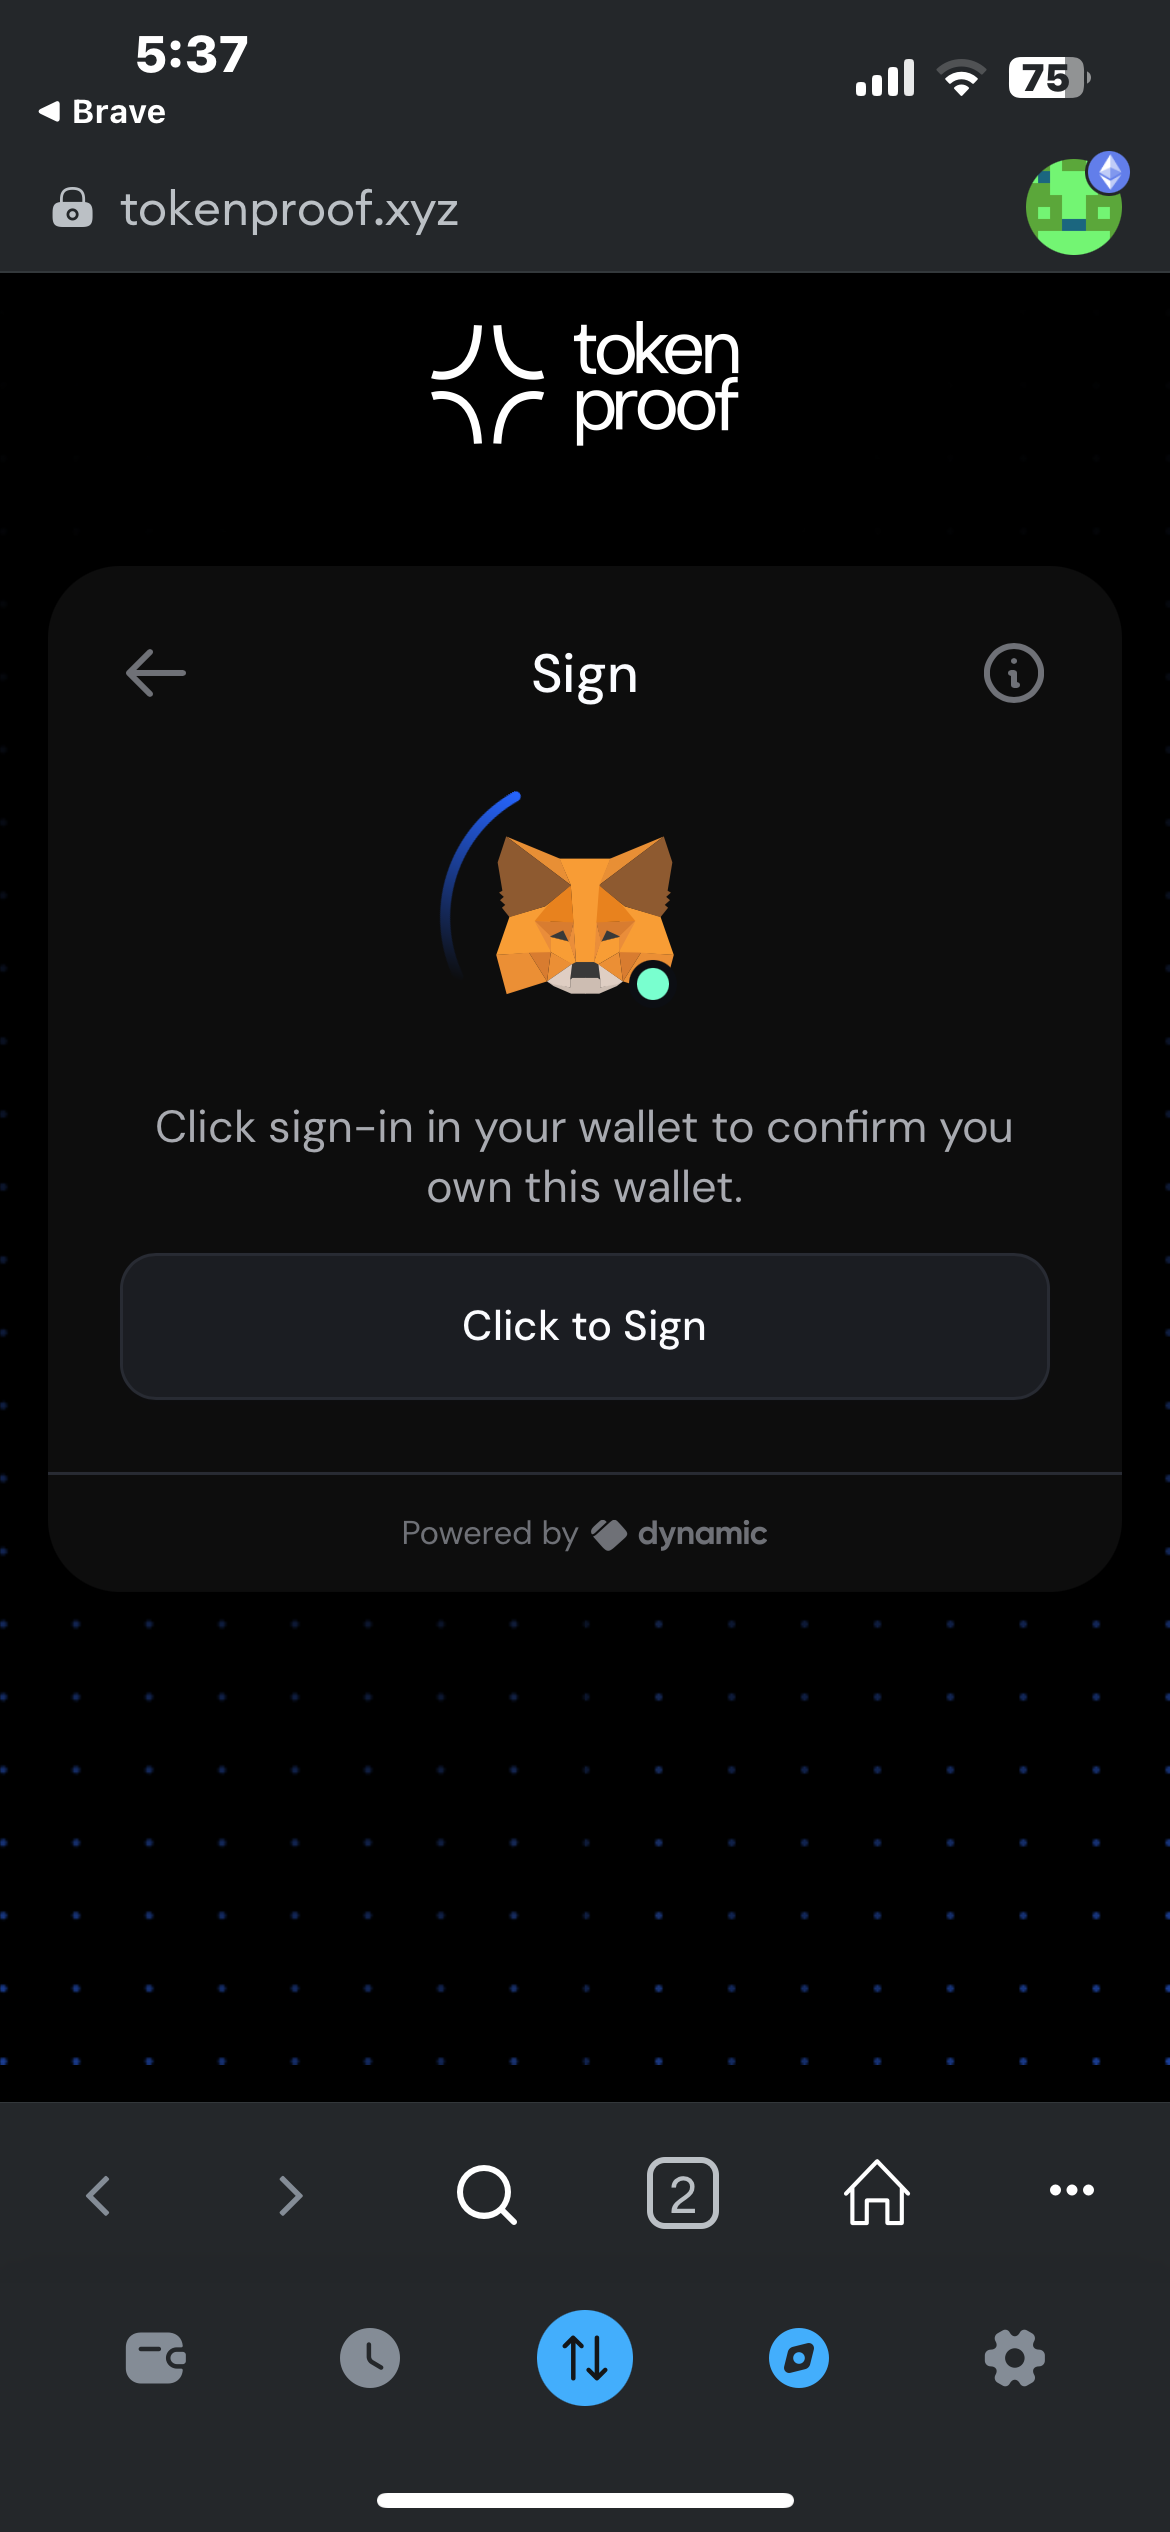 5:37
75
Brave
tokenproof.xyz
token
proof
Sign
Click sign-in in your wallet to confirm you
own this wallet.
Click to Sign
Powered by dynamic
2